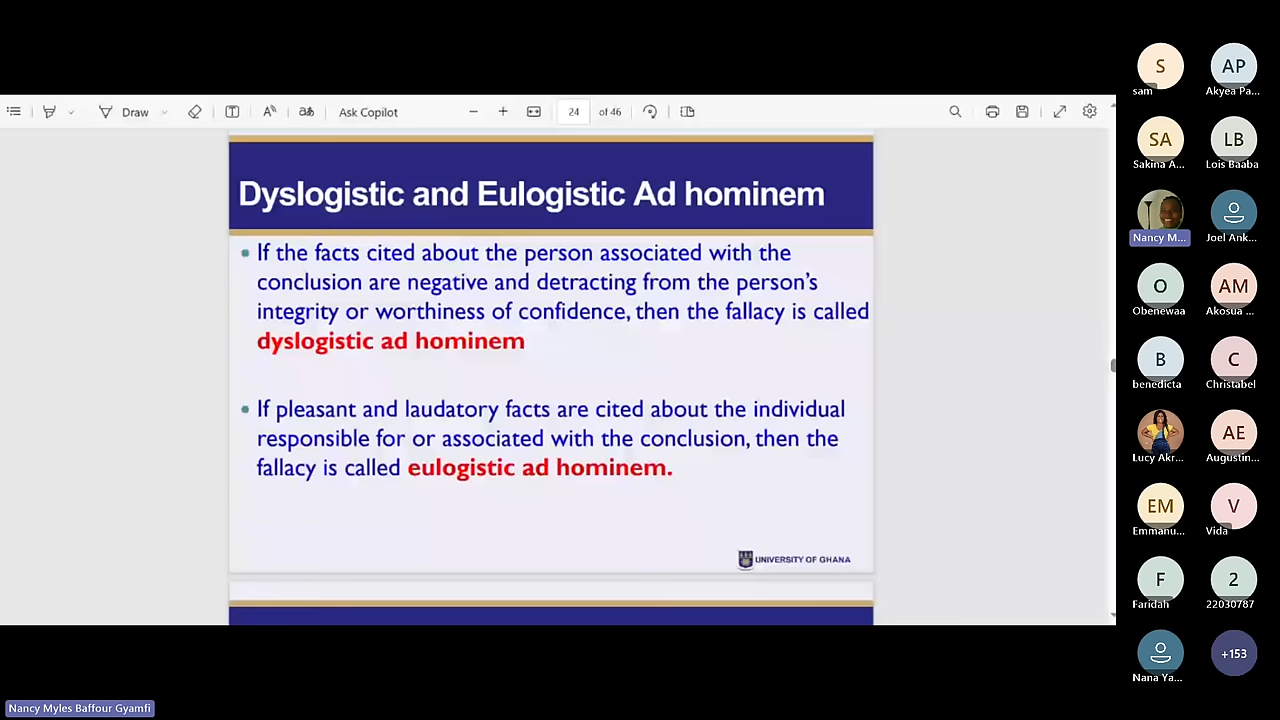 Draw
Ask Copilot
24
of 46
Dyslogistic and Eulogistic Ad hominem
If the facts cited about the person associated with the
conclusion are negative and detracting from the person's
integrity or worthiness of confidence, then the fallacy is called
dyslogistic ad hominem
If pleasant and laudatory facts are cited about the individual
responsible for or associated with the conclusion, then the
fallacy is called eulogistic ad hominem.
UNIVERSITY OF GHANA
S
sam
AP
Akyea Pa...
SA
Sakina A...
LB
Lois Baaba
Nancy M...
Joel Ank...
O
Obenewaa
AM
Akosua ...
B
benedicta
C
Christabel
Lucy Akr...
AE
Augustin...
EM
Emmanu...
V
Vida
F
Faridah
2
22030787
Nana Ya...
+153
Nancy Myles Baffour Gyamfi